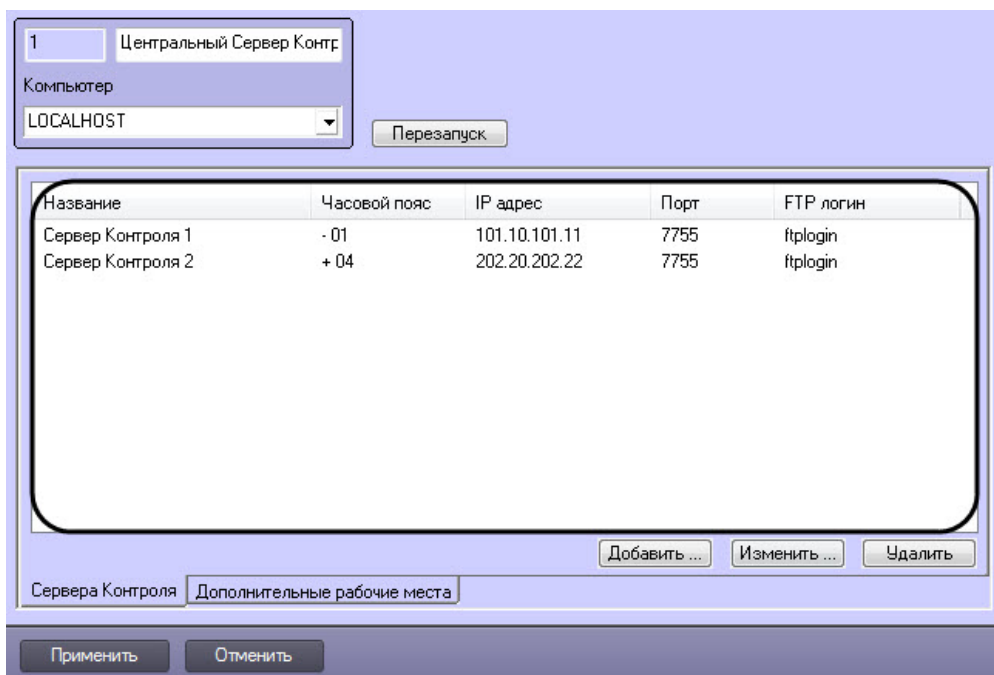 1 Центральный Сервер Контр
Компьютер
LOCALHOST
Перезапуск
Название Часовой пояс IP адрес Порт FTP логин
Сервер Контроля 1 - 01 101.10.101.11 7755 ftplogin
Сервер Контроля 2 + 04 202.20.202.22 7755 ftplogin
Добавить ... Изменить ... Удалить
Сервера Контроля Дополнительные рабочие места
Применить Отменить